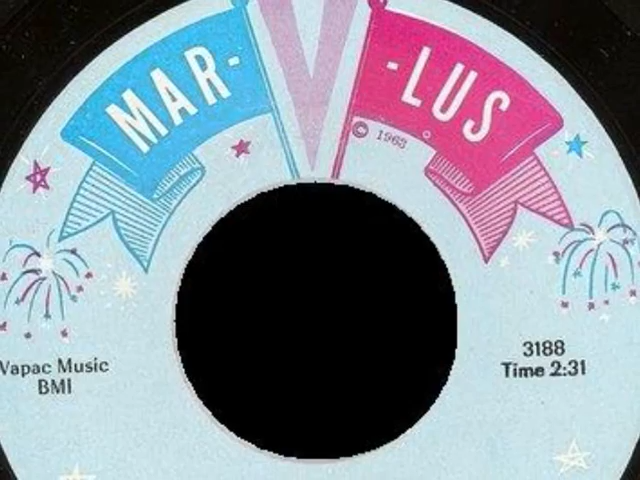 MAR-
V
-LUS
© 1963
Vapac Music
BMI
3188
Time 2:31